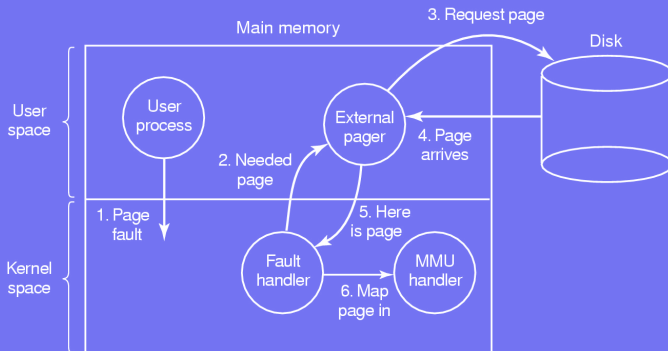 3. Request page
Main memory
Disk
User
space
User
process
External
pager
2. Needed
page
4. Page
arrives
1. Page
fault
5. Here
is page
Kernel
space
Fault
handler
MMU
handler
6. Map
page in